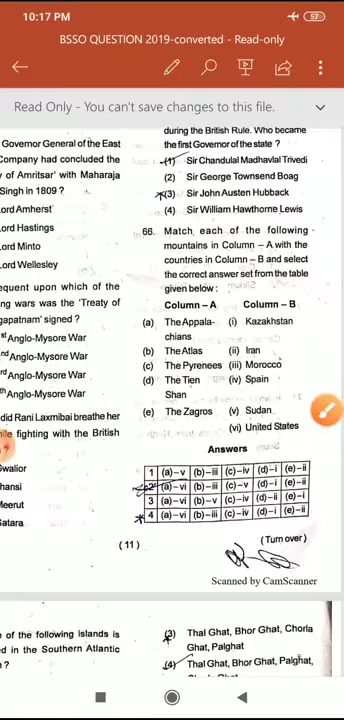 10:17 PM
57
BSSO QUESTION 2019-converted - Read-only
Read Only - You can't save changes to this file.
Governor General of the East
Company had concluded the
of Amritsar' with Maharaja
Singh in 1809 ?
Lord Amherst
Lord Hastings
Lord Minto
Lord Wellesley
equent upon which of the
ng wars was the 'Treaty of
gapatnam' signed ?
st Anglo-Mysore War
nd Anglo-Mysore War
rd Anglo-Mysore War
th Anglo-Mysore War
did Rani Laxmibai breathe her
ile fighting with the British
?
Gwalior
hansi
Meerut
Satara
during the British Rule. Who became
the first Governor of the state ?
(1) Sir Chandulal Madhavlal Trivedi
(2) Sir George Townsend Boag
(3) Sir John Austen Hubback
(4) Sir William Hawthorne Lewis
66. Match each of the following
mountains in Column – A with the
countries in Column – B and select
the correct answer set from the table
given below :
Column – A Column – B
(a) The Appala- (i) Kazakhstan
chians
(b) The Atlas (ii) Iran
(c) The Pyrenees (iii) Morocco
(d) The Tien (iv) Spain
Shan
(e) The Zagros (v) Sudan
(vi) United States
Answers
1 (a)–v (b)–iii (c)–iv (d)–i (e)–ii
2 (a)–vi (b)–iii (c)–v (d)–i (e)–ii
3 (a)–vi (b)–v (c)–iv (d)–ii (e)–i
4 (a)–vi (b)–iii (c)–iv (d)–i (e)–ii
(11)
(Turn over)
Scanned by CamScanner
of the following islands is
ed in the Southern Atlantic
?
(3) Thal Ghat, Bhor Ghat, Chorla
Ghat, Palghat
(4) Thal Ghat, Bhor Ghat, Palghat,